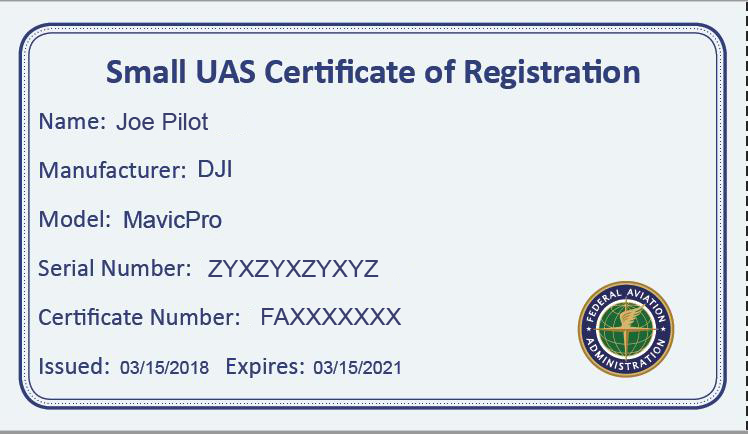 Small UAS Certificate of Registration
Name: Joe Pilot
Manufacturer: DJI
Model: MavicPro
Serial Number: ZYXZYXZYXYZ
Certificate Number: FAXXXXXXX
Issued: 03/15/2018 Expires: 03/15/2021
FEDERAL AVIATION
ADMINISTRATION